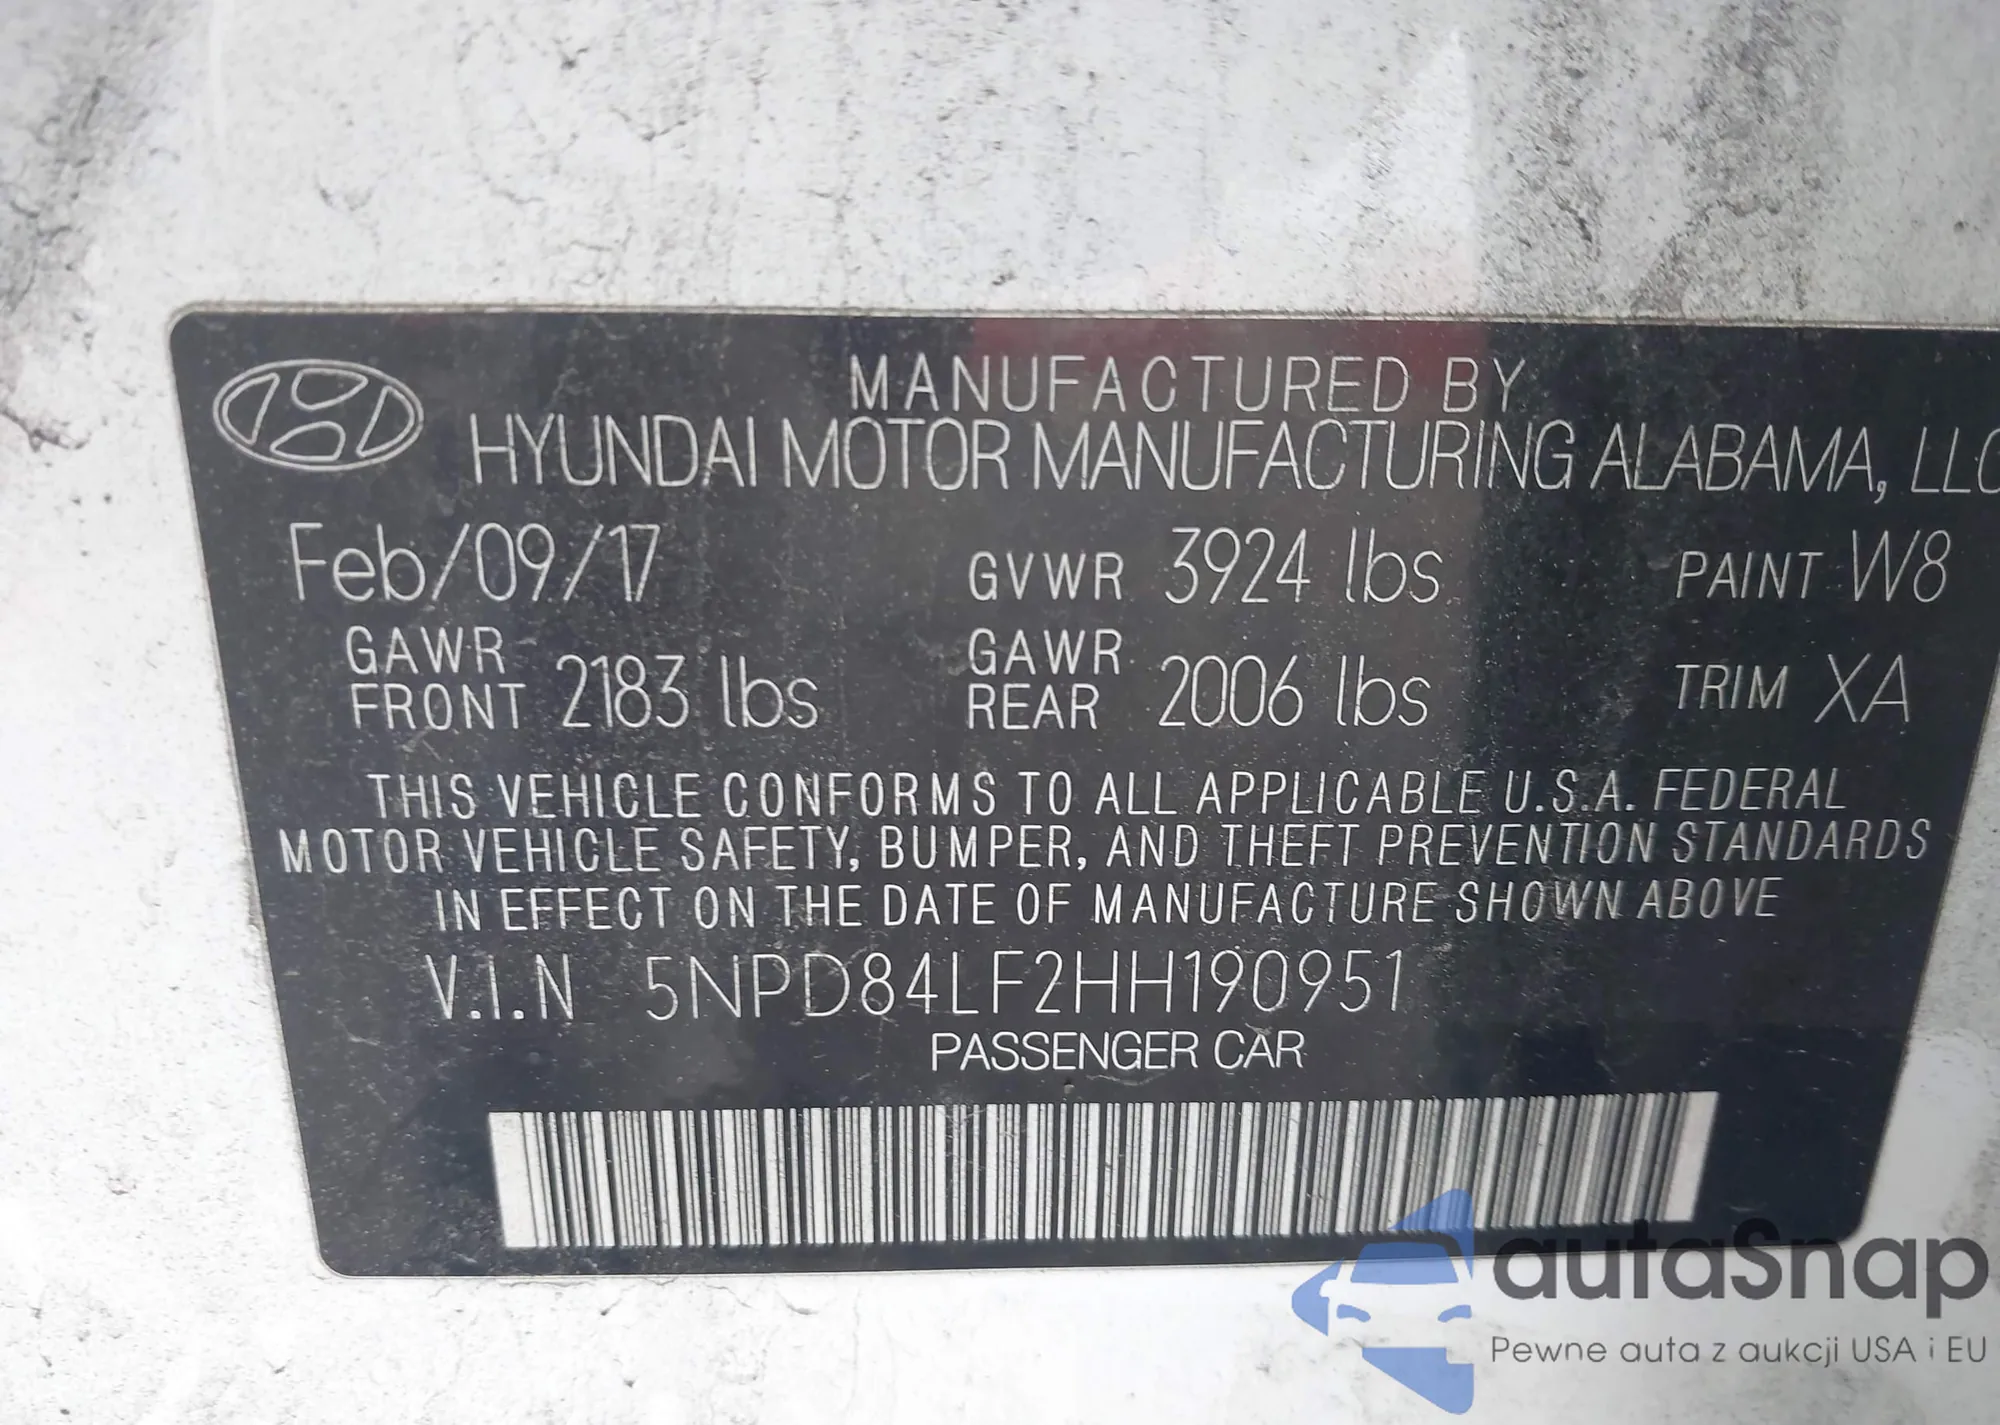 MANUFACTURED BY
HYUNDAI MOTOR MANUFACTURING ALABAMA, LLC
Feb/09/17 GVWR 3924 lbs PAINT W8
GAWR FRONT 2183 lbs GAWR REAR 2006 lbs TRIM XA
THIS VEHICLE CONFORMS TO ALL APPLICABLE U.S.A. FEDERAL
MOTOR VEHICLE SAFETY, BUMPER, AND THEFT PREVENTION STANDARDS
IN EFFECT ON THE DATE OF MANUFACTURE SHOWN ABOVE
V.I.N 5NPD84LF2HH190951
PASSENGER CAR
autaSnap
Pewne auta z aukcji USA i EU